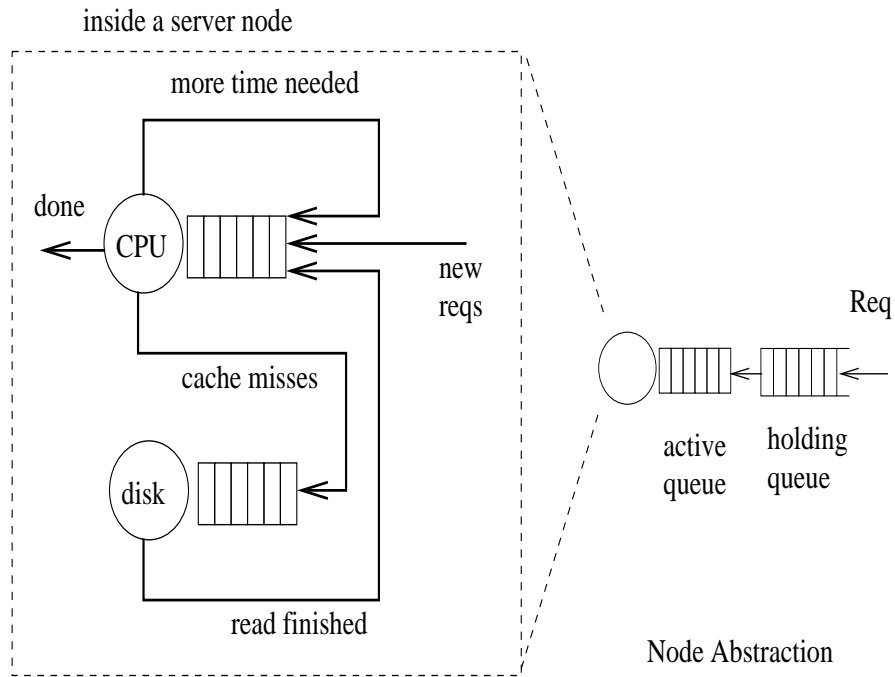 inside a server node
more time needed
done
CPU
new
reqs
cache misses
disk
read finished
Req
active
queue
holding
queue
Node Abstraction